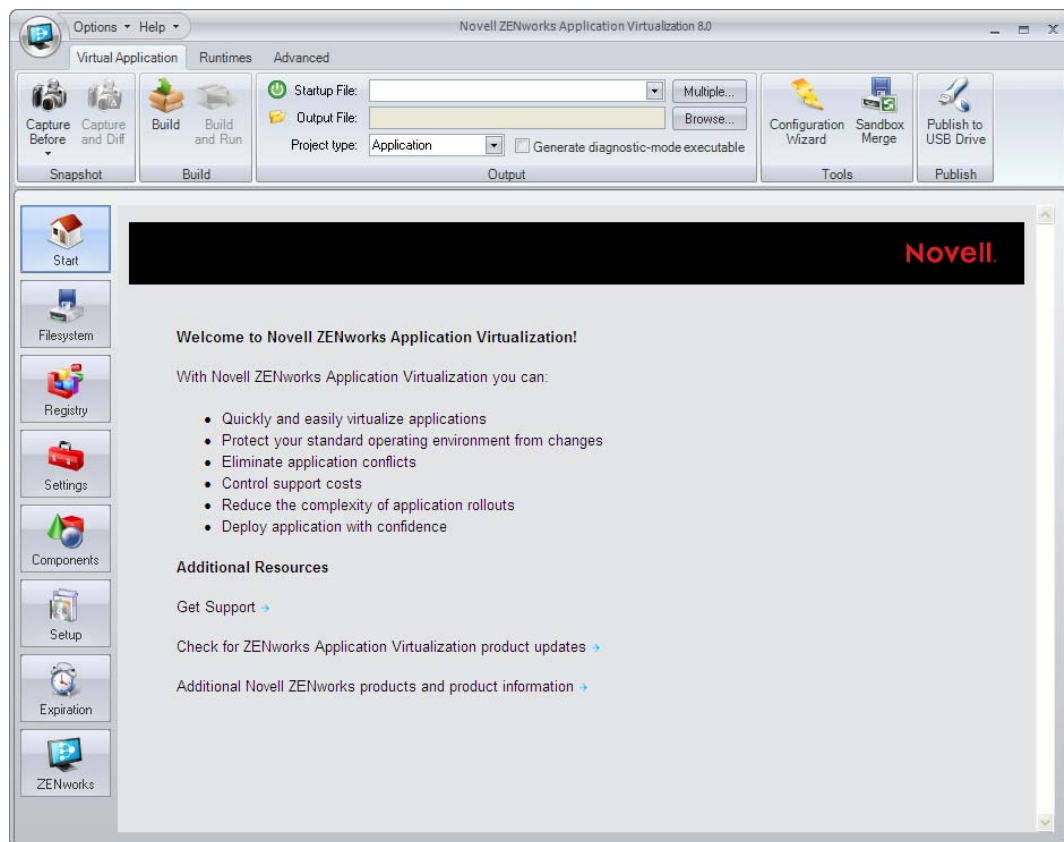 Options Help
Novell ZENworks Application Virtualization 8.0
Virtual Application Runtimes Advanced
Capture Before
Capture and Diff
Snapshot
Build
Build and Run
Build
Startup File:
Multiple...
Output File:
Browse...
Project type: Application
Generate diagnostic-mode executable
Output
Configuration Wizard
Sandbox Merge
Tools
Publish to USB Drive
Publish
Start
Filesystem
Registry
Settings
Components
Setup
Expiration
ZENworks
Novell.
Welcome to Novell ZENworks Application Virtualization!
With Novell ZENworks Application Virtualization you can:
• Quickly and easily virtualize applications
• Protect your standard operating environment from changes
• Eliminate application conflicts
• Control support costs
• Reduce the complexity of application rollouts
• Deploy application with confidence
Additional Resources
Get Support
Check for ZENworks Application Virtualization product updates
Additional Novell ZENworks products and product information